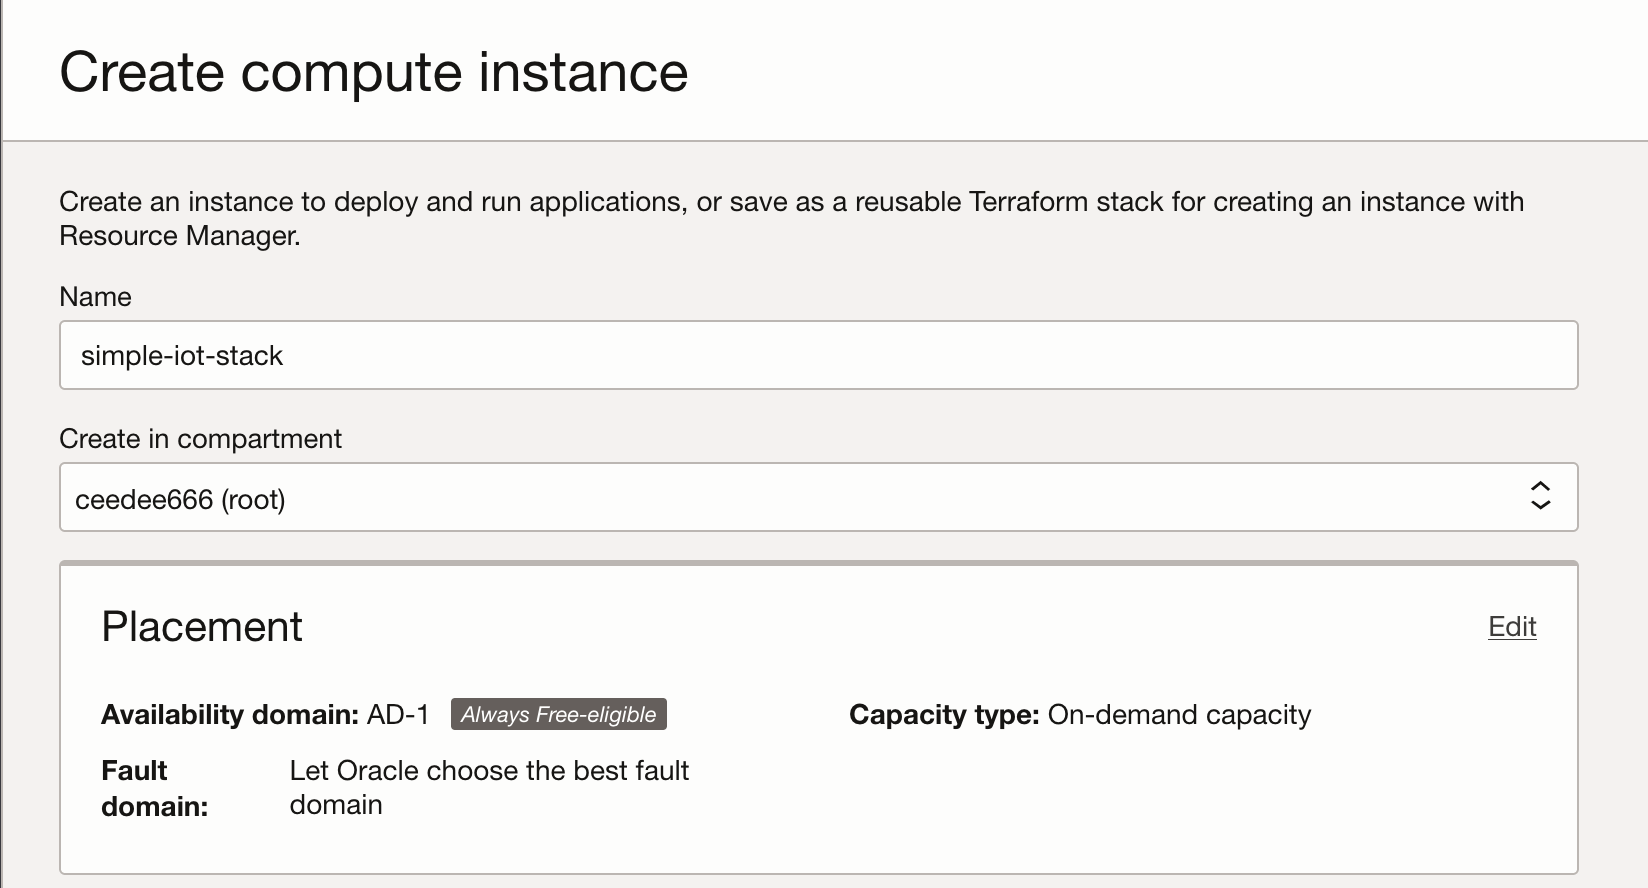 Create compute instance
Create an instance to deploy and run applications, or save as a reusable Terraform stack for creating an instance with
Resource Manager.
Name
simple-iot-stack
Create in compartment
ceedee666 (root)
Placement
Edit
Availability domain: AD-1 Always Free-eligible
Capacity type: On-demand capacity
Fault domain:
Let Oracle choose the best fault
domain